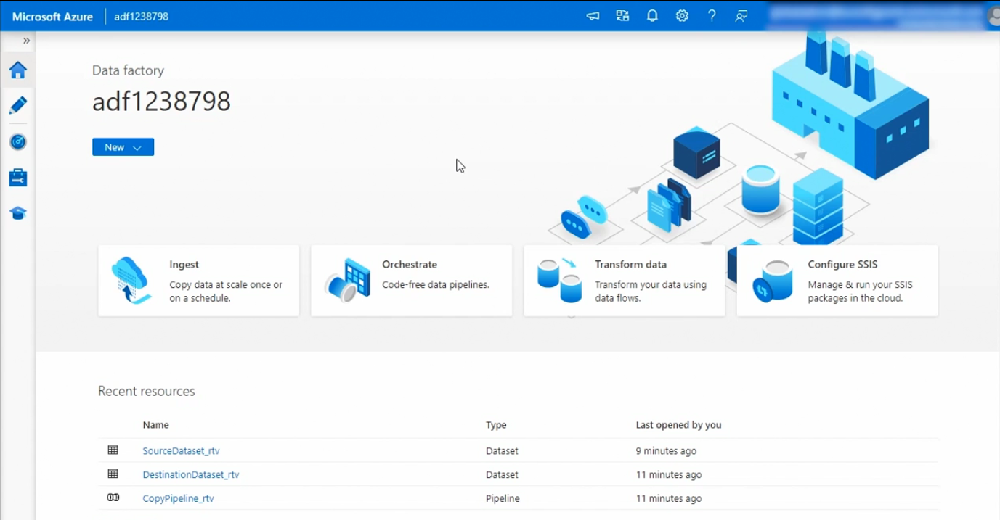 Microsoft Azure
adf1238798
Data factory
adf1238798
New
Ingest
Copy data at scale once or
on a schedule.
Orchestrate
Code-free data pipelines.
Transform data
Transform your data using
data flows.
Configure SSIS
Manage & run your SSIS
packages in the cloud.
Recent resources
Name Type Last opened by you
SourceDataset_rtv Dataset 9 minutes ago
DestinationDataset_rtv Dataset 11 minutes ago
CopyPipeline_rtv Pipeline 11 minutes ago